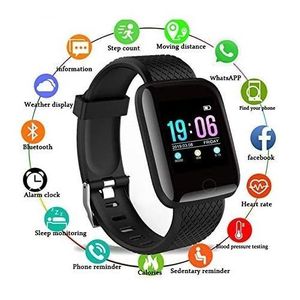 Step count
Moving distance
information
WhatsAPP
Weather display
Find your phone
Bluetooth
facebook
19:06
FRIDAY
Alarm clock
Heart rate
Sleep monitoring
Blood pressure testing
Phone reminder
Calories
Sedentary reminder